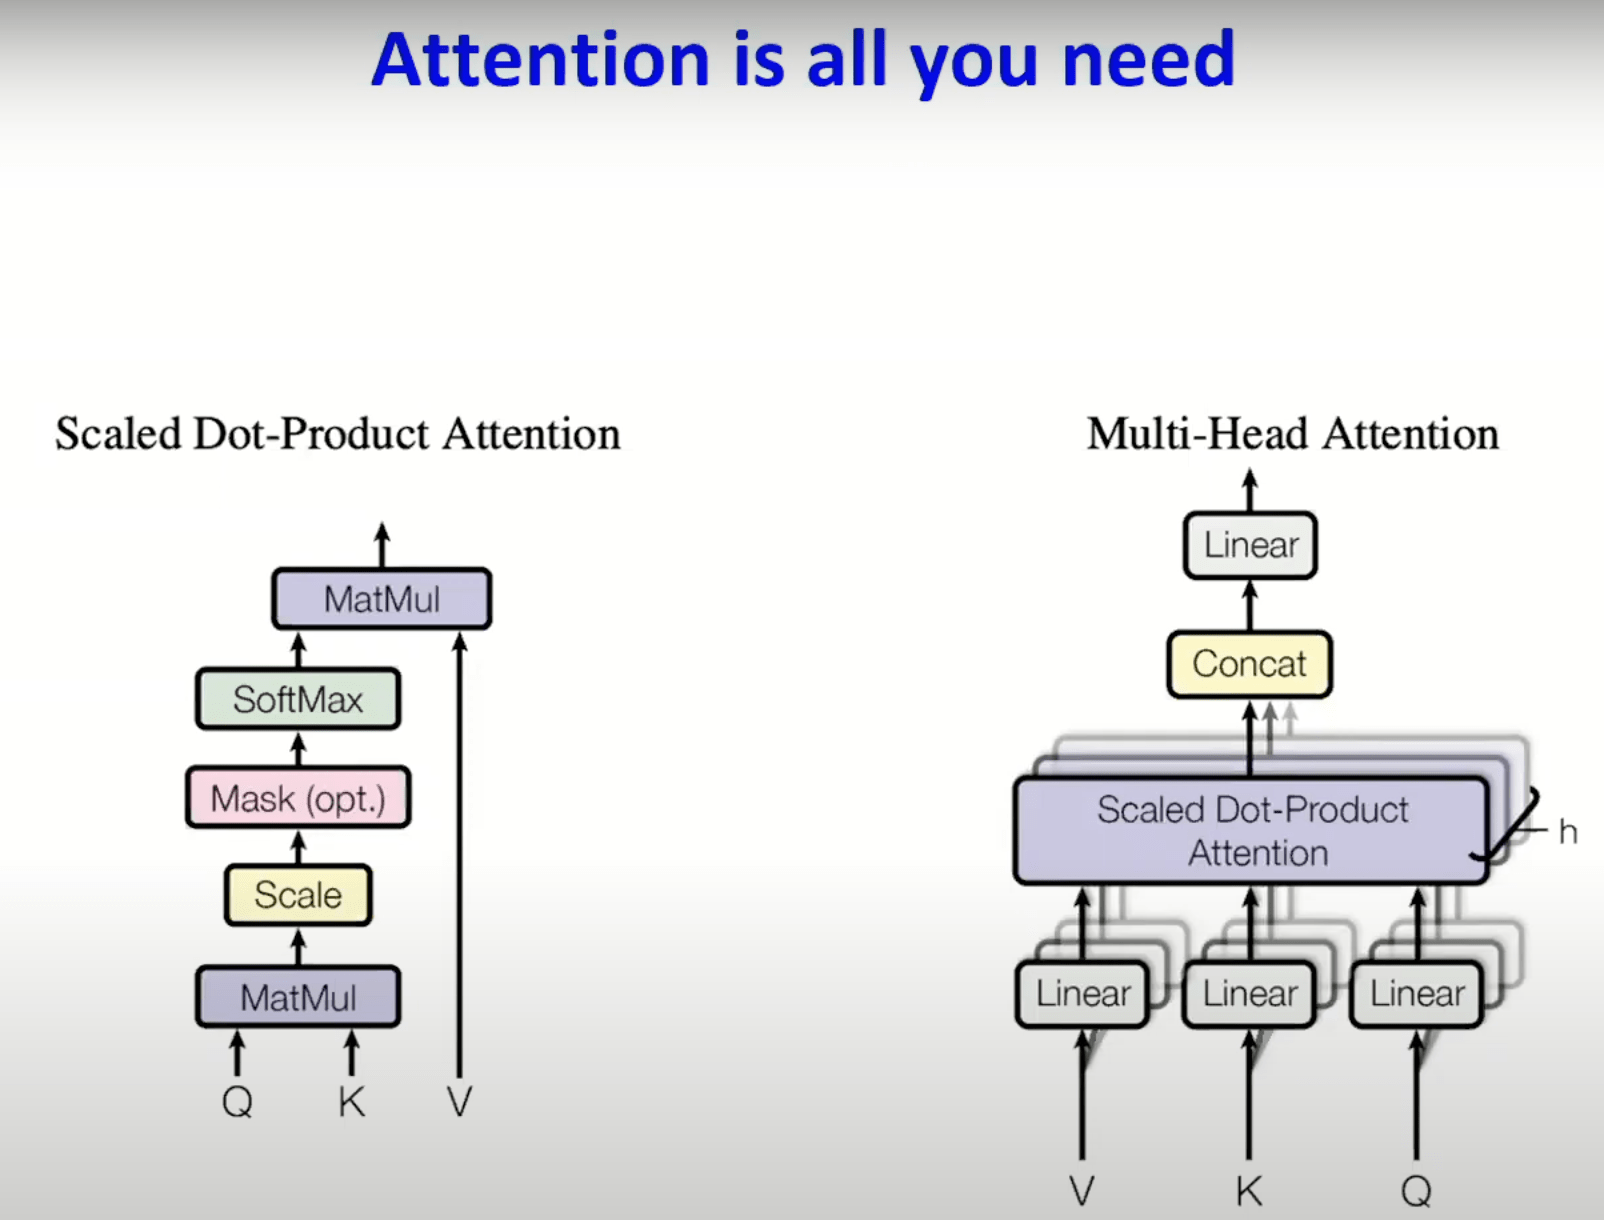 Attention is all you need
Scaled Dot-Product Attention
MatMul
SoftMax
Mask (opt.)
Scale
MatMul
Q K V
Multi-Head Attention
Linear
Concat
Scaled Dot-Product
Attention
h
Linear Linear Linear
V K Q